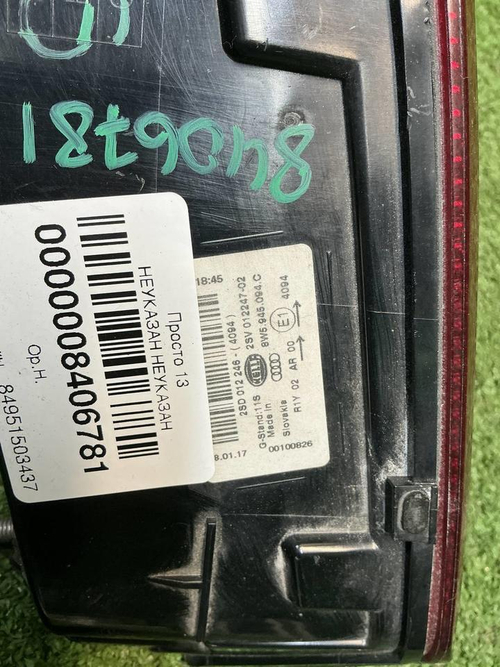 8406781
Просто 13
НЕУКАЗАН НЕУКАЗАН
0000008406781
Ор.Н.
84951503437
18:45
8.01.17
2SD 012 246-(4094)
2SV 012247-02
8W5.945.094.C
HELLA
E1
4094
G-Stand:11S
Made in
Slovakia
R1Y 02 AR 00
00100826